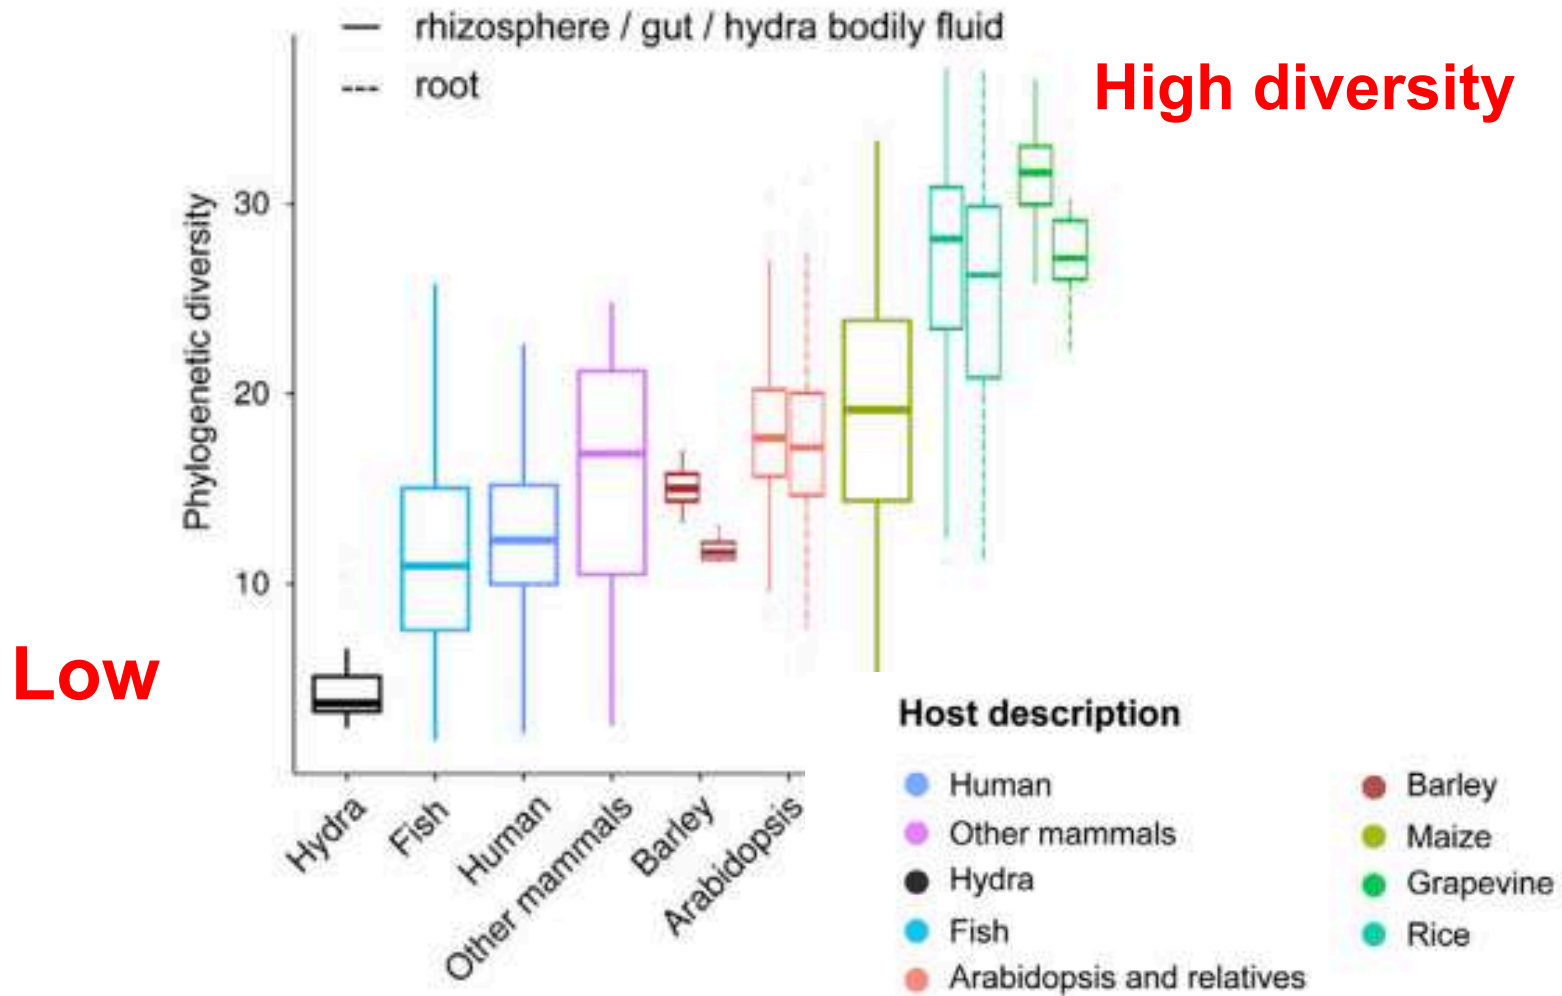 rhizosphere / gut / hydra bodily fluid
root
High diversity
Phylogenetic diversity
30
20
10
Low
Hydra
Fish
Human
Other mammals
Barley
Arabidopsis
Host description
Human
Other mammals
Hydra
Fish
Arabidopsis and relatives
Barley
Maize
Grapevine
Rice